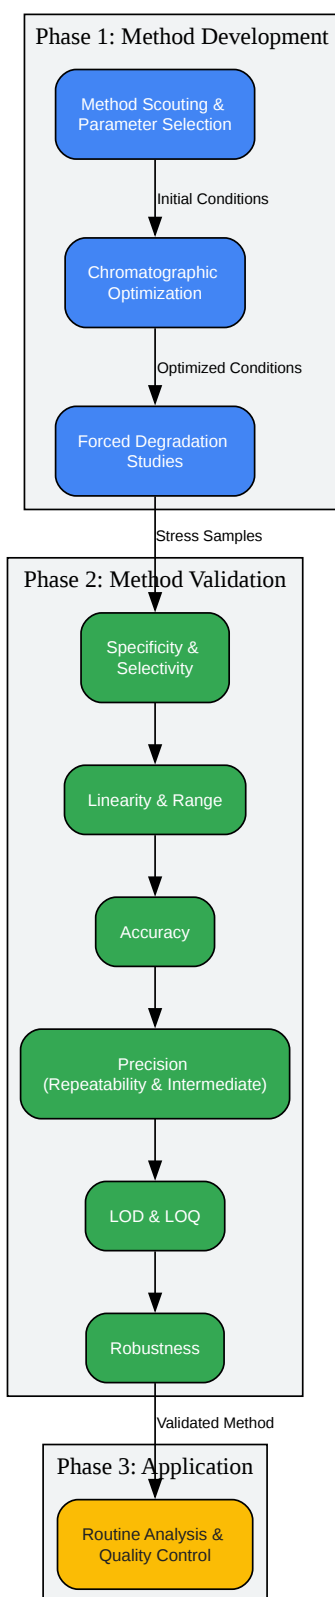 Phase 1: Method Development
Method Scouting &
Parameter Selection
Initial Conditions
Chromatographic
Optimization
Optimized Conditions
Forced Degradation
Studies
Stress Samples
Phase 2: Method Validation
Specificity &
Selectivity
Linearity & Range
Accuracy
Precision
(Repeatability & Intermediate)
LOD & LOQ
Robustness
Validated Method
Phase 3: Application
Routine Analysis &
Quality Control